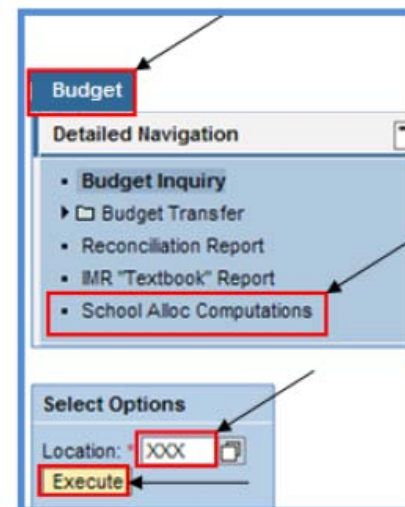 Budget
Detailed Navigation
Budget Inquiry
Budget Transfer
Reconciliation Report
IMR "Textbook" Report
School Alloc Computations
Select Options
Location: * XXX
Execute